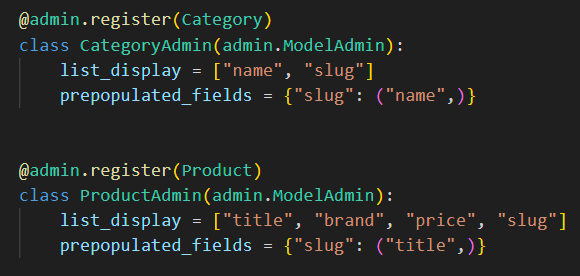 @admin.register(Category)
class CategoryAdmin(admin.ModelAdmin):
    list_display = ["name", "slug"]
    prepopulated_fields = {"slug": ("name",)}
@admin.register(Product)
class ProductAdmin(admin.ModelAdmin):
    list_display = ["title", "brand", "price", "slug"]
    prepopulated_fields = {"slug": ("title",)}